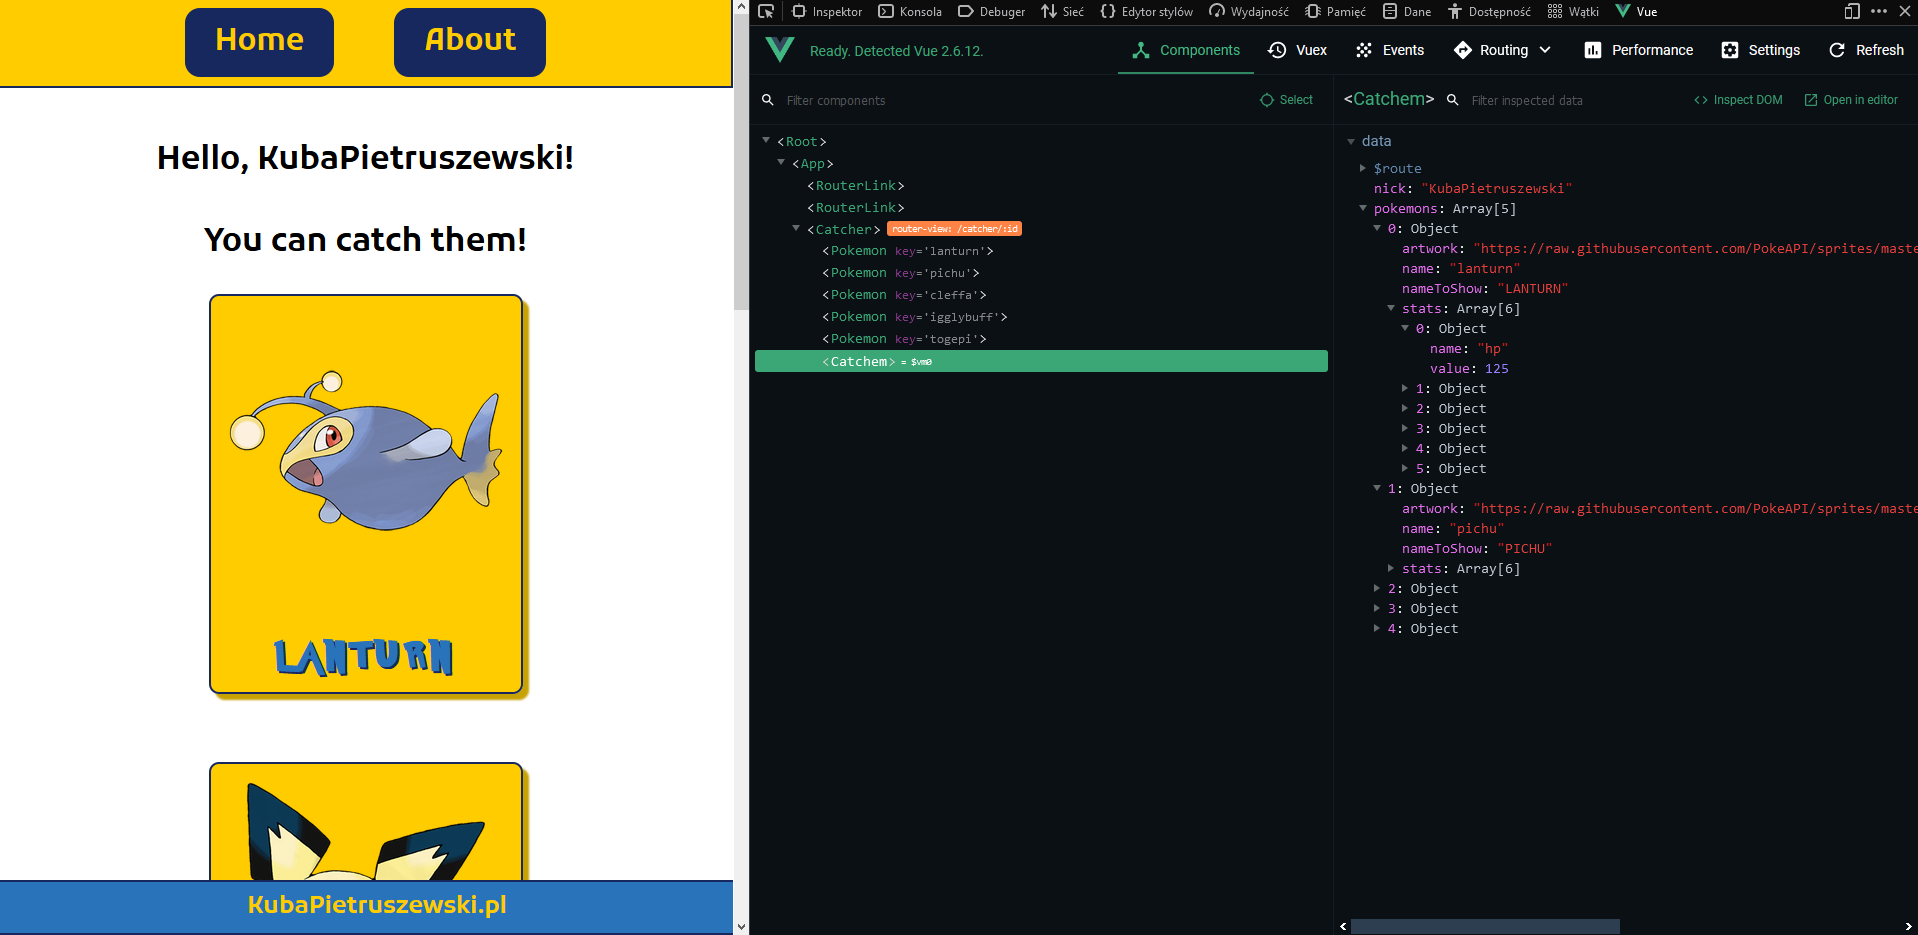 Home
About
Hello, KubaPietruszewski!
You can catch them!
LANTURN
KubaPietruszewski.pl
Inspektor
Konsola
Debuger
Sieć
Edytor stylów
Wydajność
Pamięć
Dane
Dostępność
Wątki
Vue
Ready. Detected Vue 2.6.12.
Components
Vuex
Events
Routing
Performance
Settings
Refresh
Filter components
Select
<Root>
<App>
<RouterLink>
<RouterLink>
<Catcher> router-view: /catcher/:id
<Pokemon key='lanturn'>
<Pokemon key='pichu'>
<Pokemon key='cleffa'>
<Pokemon key='igglybuff'>
<Pokemon key='togepi'>
<Catchem> = $vm0
<Catchem>
Filter inspected data
Inspect DOM
Open in editor
data
$route
nick: "KubaPietruszewski"
pokemons: Array[5]
0: Object
artwork: "https://raw.githubusercontent.com/PokeAPI/sprites/maste
name: "lanturn"
nameToShow: "LANTURN"
stats: Array[6]
0: Object
name: "hp"
value: 125
1: Object
2: Object
3: Object
4: Object
5: Object
1: Object
artwork: "https://raw.githubusercontent.com/PokeAPI/sprites/maste
name: "pichu"
nameToShow: "PICHU"
stats: Array[6]
2: Object
3: Object
4: Object